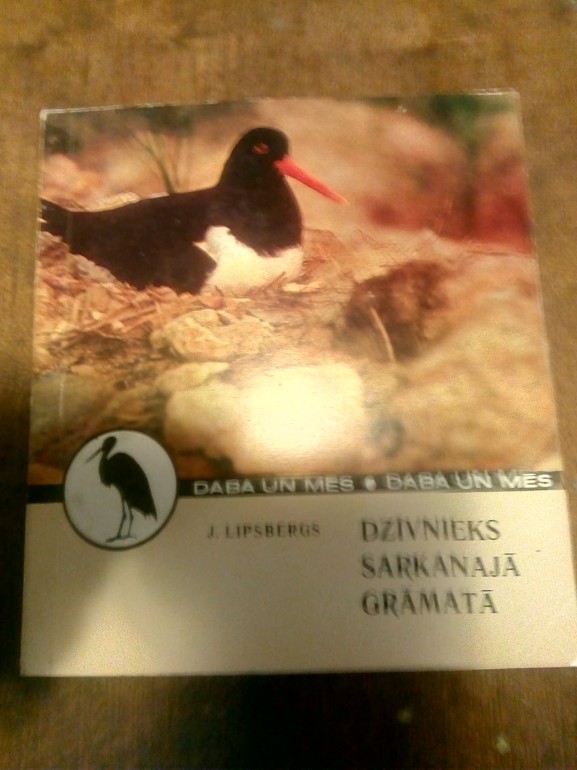 DABA UN MĒS • DABA UN MĒS
J. LIPSBERGS
DZĪVNIEKS
SARKANAJĀ
GRĀMATĀ